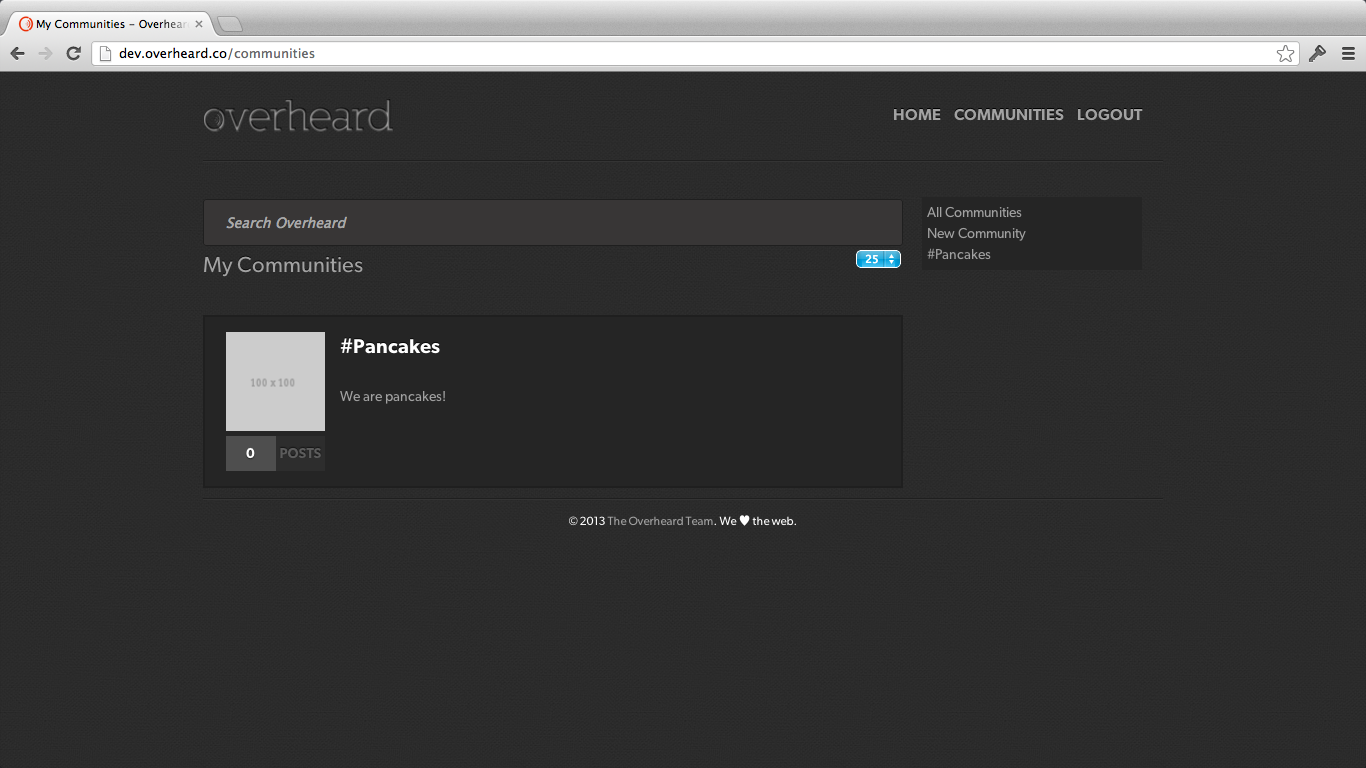 My Communities – Overhear
dev.overheard.co/communities
overheard
HOME COMMUNITIES LOGOUT
Search Overheard
My Communities
25
All Communities
New Community
#Pancakes
100 x 100
#Pancakes
We are pancakes!
0 POSTS
© 2013 The Overheard Team. We ♥ the web.